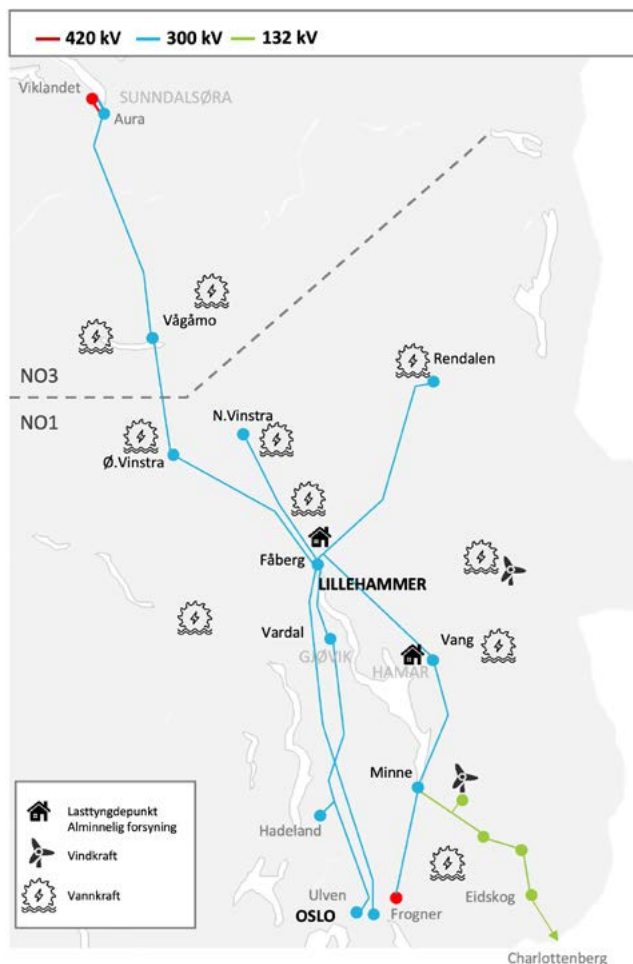 420 kV 300 kV 132 kV
Viklandet
SUNNDALSØRA
Aura
Vågåmo
Rendalen
NO3
NO1
N.Vinstra
Ø.Vinstra
Fåberg
LILLEHAMMER
Vardal
GJØVIK
Vang
HAMAR
Minne
Lasttyngdepunkt
Alminnelig forsyning
Vindkraft
Vannkraft
Hadeland
Ulven
OSLO
Frogner
Eidskog
Charlottenberg